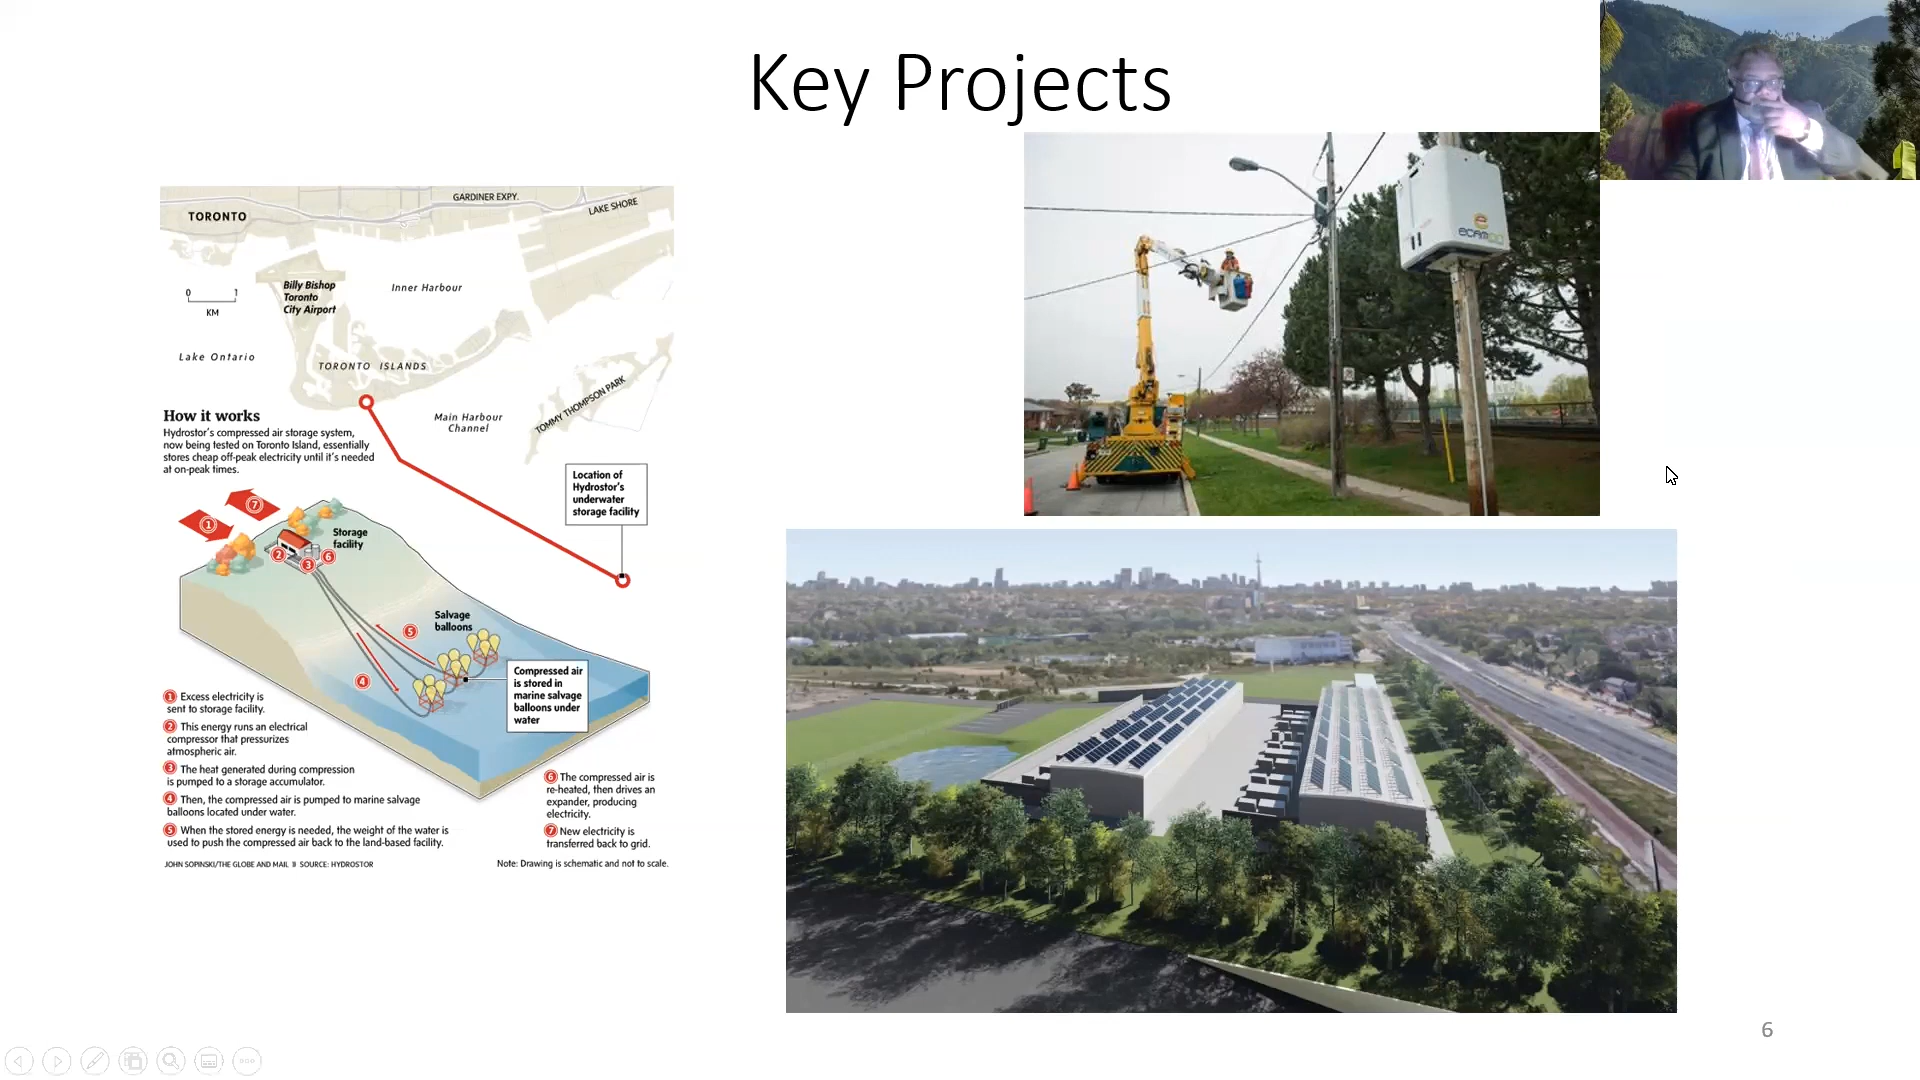 Key Projects
TORONTO
GARDINER EXPY.
LAKE SHORE
0 1
KM
Billy Bishop
Toronto
City Airport
Inner Harbour
Lake Ontario
TORONTO ISLANDS
Main Harbour
Channel
TOMMY THOMPSON PARK
How it works
Hydrostor's compressed air storage system,
now being tested on Toronto Island, essentially
stores cheap off-peak electricity until it's needed
at on-peak times.
Location of
Hydrostor's
underwater
storage facility
1
7
Storage
facility
2
3
6
Salvage
balloons
5
4
Compressed air
is stored in
marine salvage
balloons under
water
1 Excess electricity is
sent to storage facility.
2 This energy runs an electrical
compressor that pressurizes
atmospheric air.
3 The heat generated during compression
is pumped to a storage accumulator.
4 Then, the compressed air is pumped to marine salvage
balloons located under water.
5 When the stored energy is needed, the weight of the water is
used to push the compressed air back to the land-based facility.
6 The compressed air is
re-heated, then drives an
expander, producing
electricity.
7 New electricity is
transferred back to grid.
JOHN SOPINSKI/THE GLOBE AND MAIL
SOURCE: HYDROSTOR
Note: Drawing is schematic and not to scale.
6